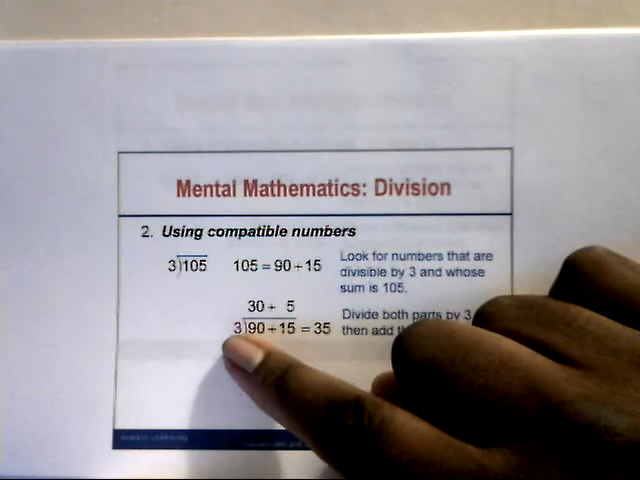 Mental Mathematics: Division
2. Using compatible numbers
3)105 105 = 90 + 15 Look for numbers that are
divisible by 3 and whose
sum is 105.
30 + 5
3)90 + 15 = 35 Divide both parts by 3
then add